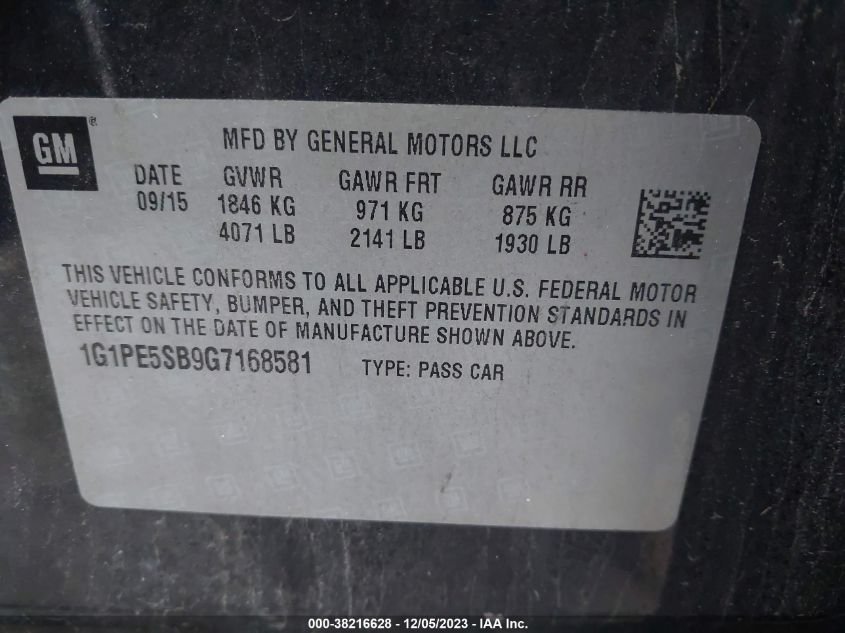 GM®
MFD BY GENERAL MOTORS LLC
DATE GVWR GAWR FRT GAWR RR
09/15 1846 KG 971 KG 875 KG
4071 LB 2141 LB 1930 LB
THIS VEHICLE CONFORMS TO ALL APPLICABLE U.S. FEDERAL MOTOR
VEHICLE SAFETY, BUMPER, AND THEFT PREVENTION STANDARDS IN
EFFECT ON THE DATE OF MANUFACTURE SHOWN ABOVE.
1G1PE5SB9G7168581 TYPE: PASS CAR
000-38216628 - 12/05/2023 - IAA Inc.